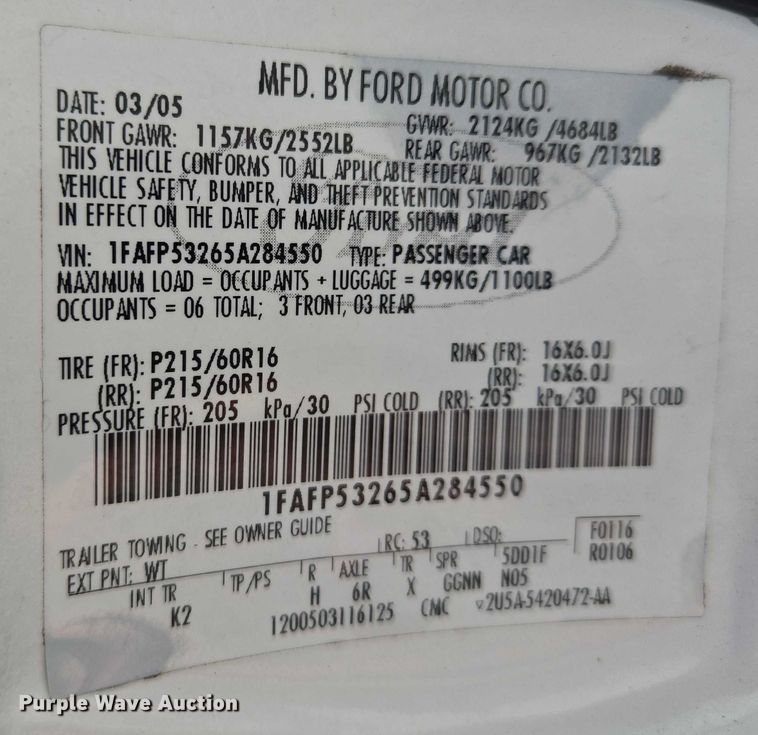 MFD. BY FORD MOTOR CO.
DATE: 03/05 GVWR: 2124KG /4684LB
FRONT GAWR: 1157KG/2552LB REAR GAWR: 967KG /2132LB
THIS VEHICLE CONFORMS TO ALL APPLICABLE FEDERAL MOTOR
VEHICLE SAFETY, BUMPER, AND THEFT PREVENTION STANDARDS
IN EFFECT ON THE DATE OF MANUFACTURE SHOWN ABOVE.
VIN: 1FAFP53265A284550 TYPE: PASSENGER CAR
MAXIMUM LOAD = OCCUPANTS + LUGGAGE = 499KG/1100LB
OCCUPANTS = 06 TOTAL; 3 FRONT, 03 REAR
TIRE (FR): P215/60R16 RIMS (FR): 16X6.0J
(RR): P215/60R16 (RR): 16X6.0J
PRESSURE (FR): 205 kPa/30 PSI COLD (RR): 205 kPa/30 PSI COLD
1FAFP53265A284550
TRAILER TOWING - SEE OWNER GUIDE RC: 53 DSO: F0116
EXT PNT: WT 5DD1F R0106
INT TR TP/PS R AXLE TR SPR N05
K2 H 6R X GGNN
1200503116125 CMC v2U5A-5420472-AA
Purple Wave Auction